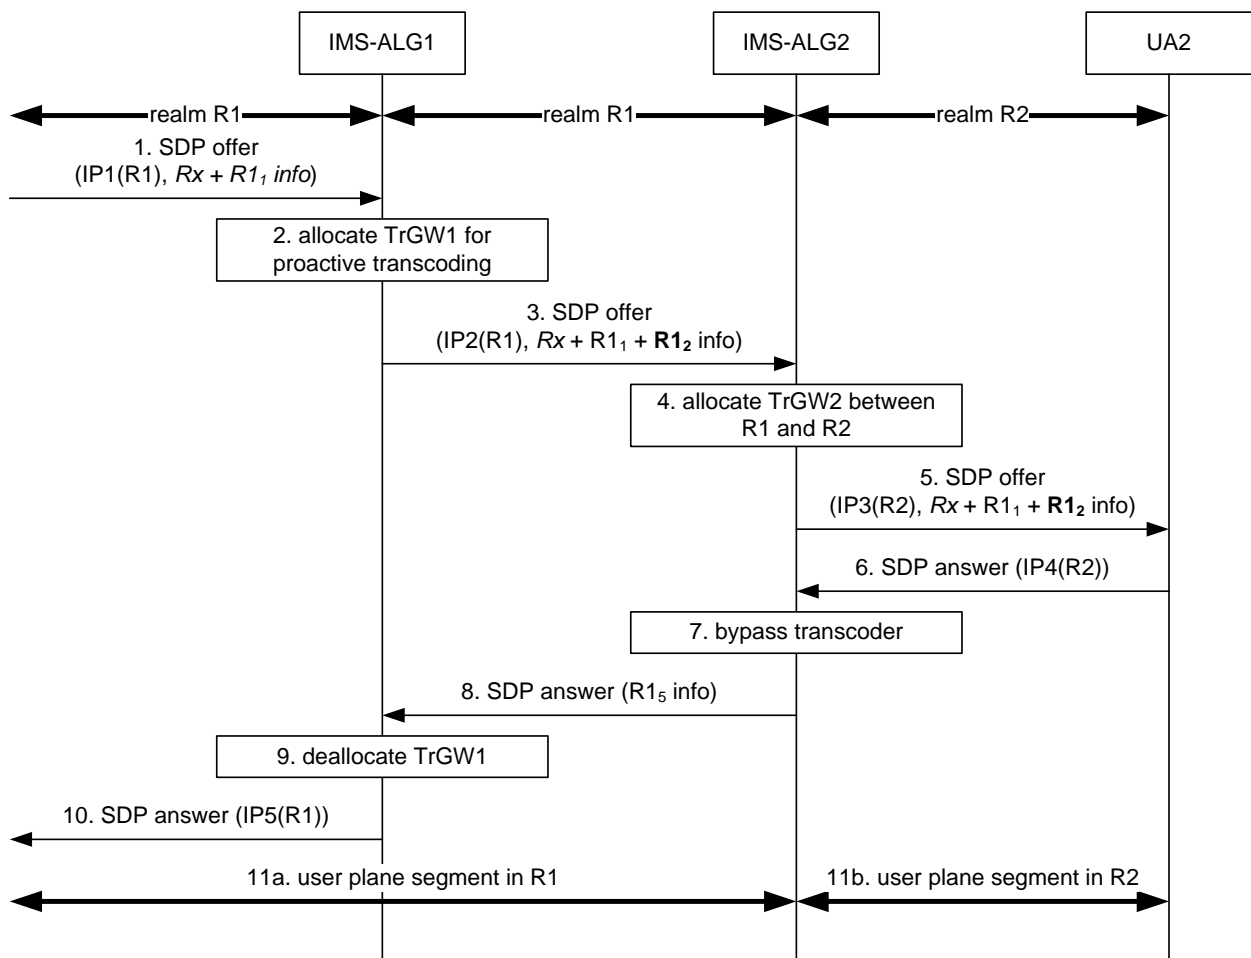 IMS-ALG1
IMS-ALG2
UA2
realm R1
realm R1
realm R2
1. SDP offer
(IP1(R1), Rx + R1₁ info)
2. allocate TrGW1 for
proactive transcoding
3. SDP offer
(IP2(R1), Rx + R1₁ + R1₂ info)
4. allocate TrGW2 between
R1 and R2
5. SDP offer
(IP3(R2), Rx + R1₁ + R1₂ info)
6. SDP answer (IP4(R2))
7. bypass transcoder
8. SDP answer (R1₅ info)
9. deallocate TrGW1
10. SDP answer (IP5(R1))
11a. user plane segment in R1
11b. user plane segment in R2